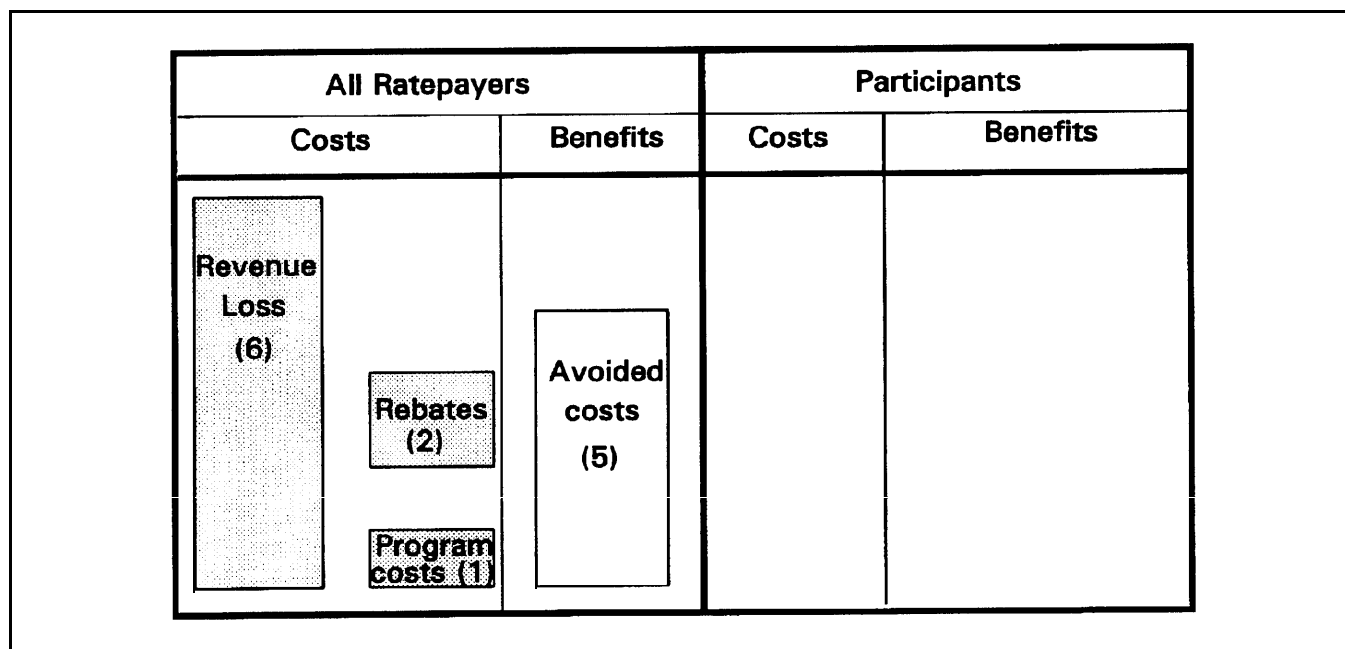 All Ratepayers
Participants
Costs
Benefits
Costs
Benefits
Revenue
Loss
(6)
Rebates
(2)
Program
costs (1)
Avoided
costs
(5)